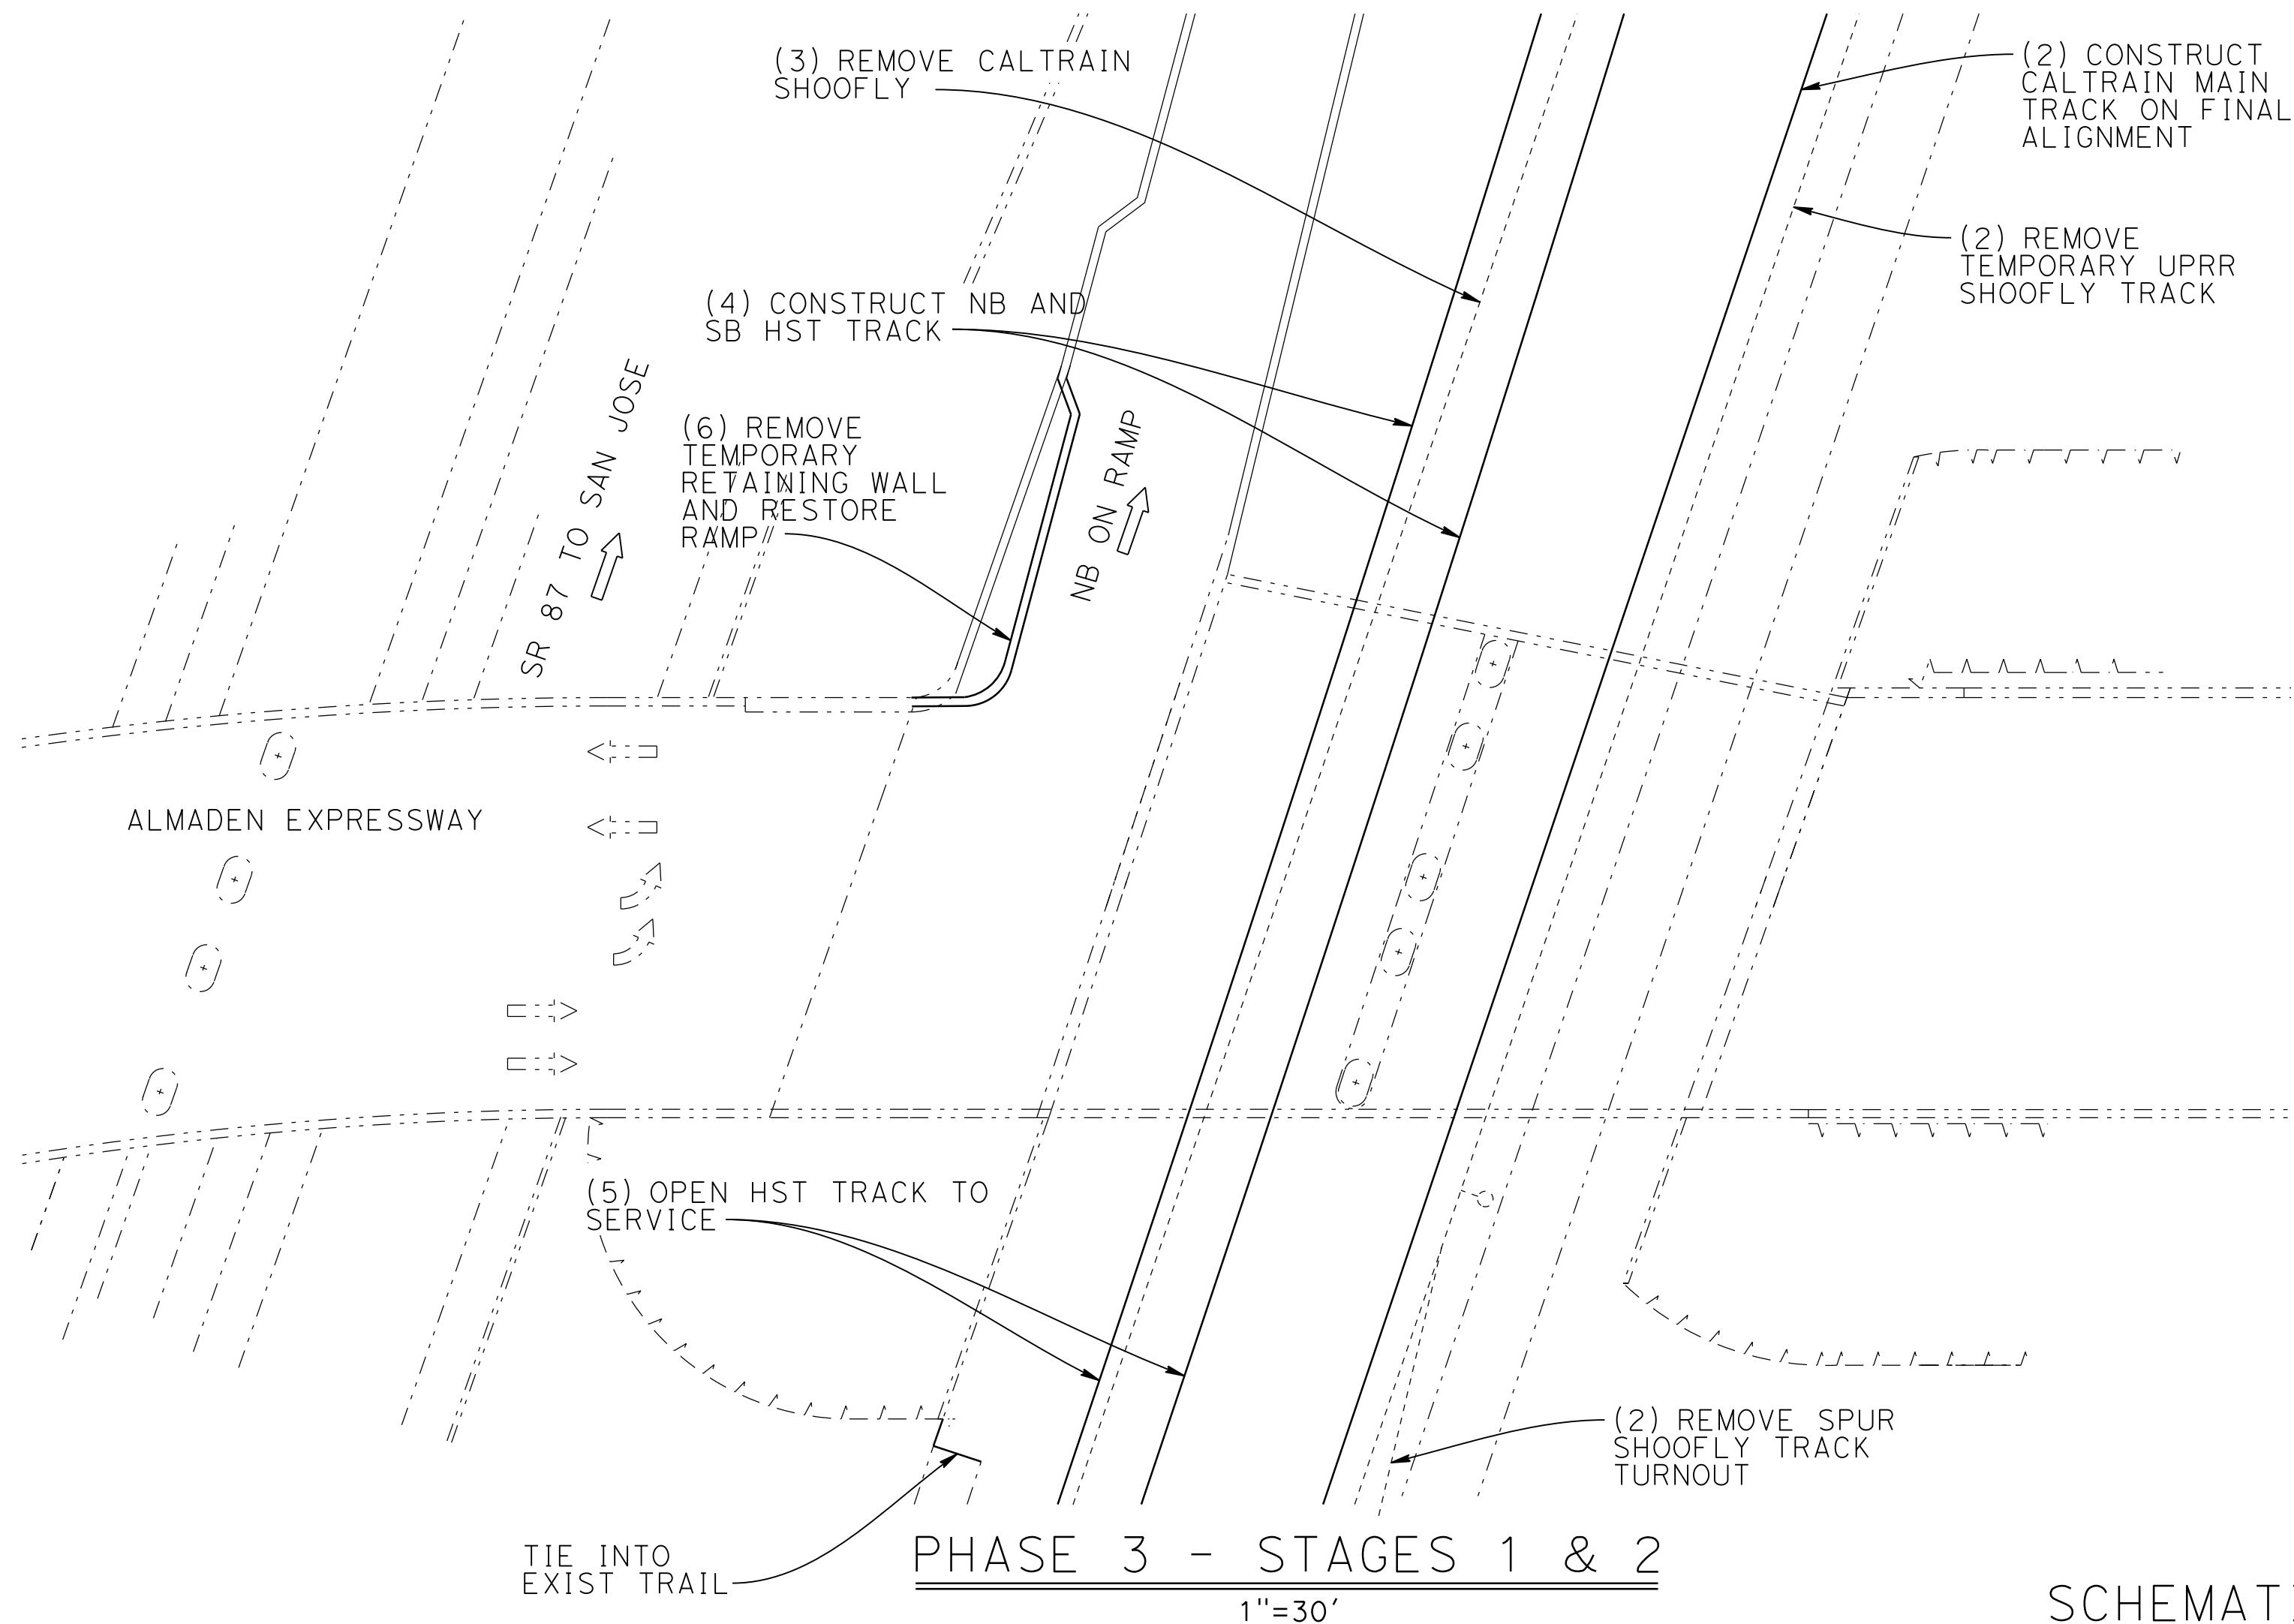 (3) REMOVE CALTRAIN
SHOOFLY
(2) CONSTRUCT
CALTRAIN MAIN
TRACK ON FINAL
ALIGNMENT
(2) REMOVE
TEMPORARY UPRR
SHOOFLY TRACK
(4) CONSTRUCT NB AND
SB HST TRACK
SR 87 TO SAN JOSE
(6) REMOVE
TEMPORARY
RETAINING WALL
AND RESTORE
RAMP
NB ON RAMP
ALMADEN EXPRESSWAY
(5) OPEN HST TRACK TO
SERVICE
(2) REMOVE SPUR
SHOOFLY TRACK
TURNOUT
TIE INTO
EXIST TRAIL
PHASE 3 - STAGES 1 & 2
1"=30'